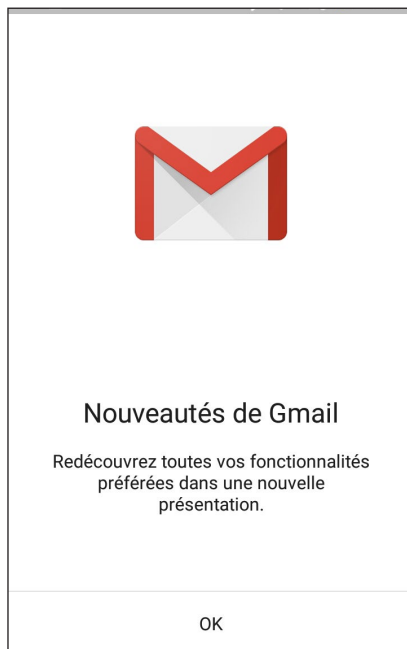 Nouveautés de Gmail
Redécouvrez toutes vos fonctionnalités
préférées dans une nouvelle
présentation.
OK